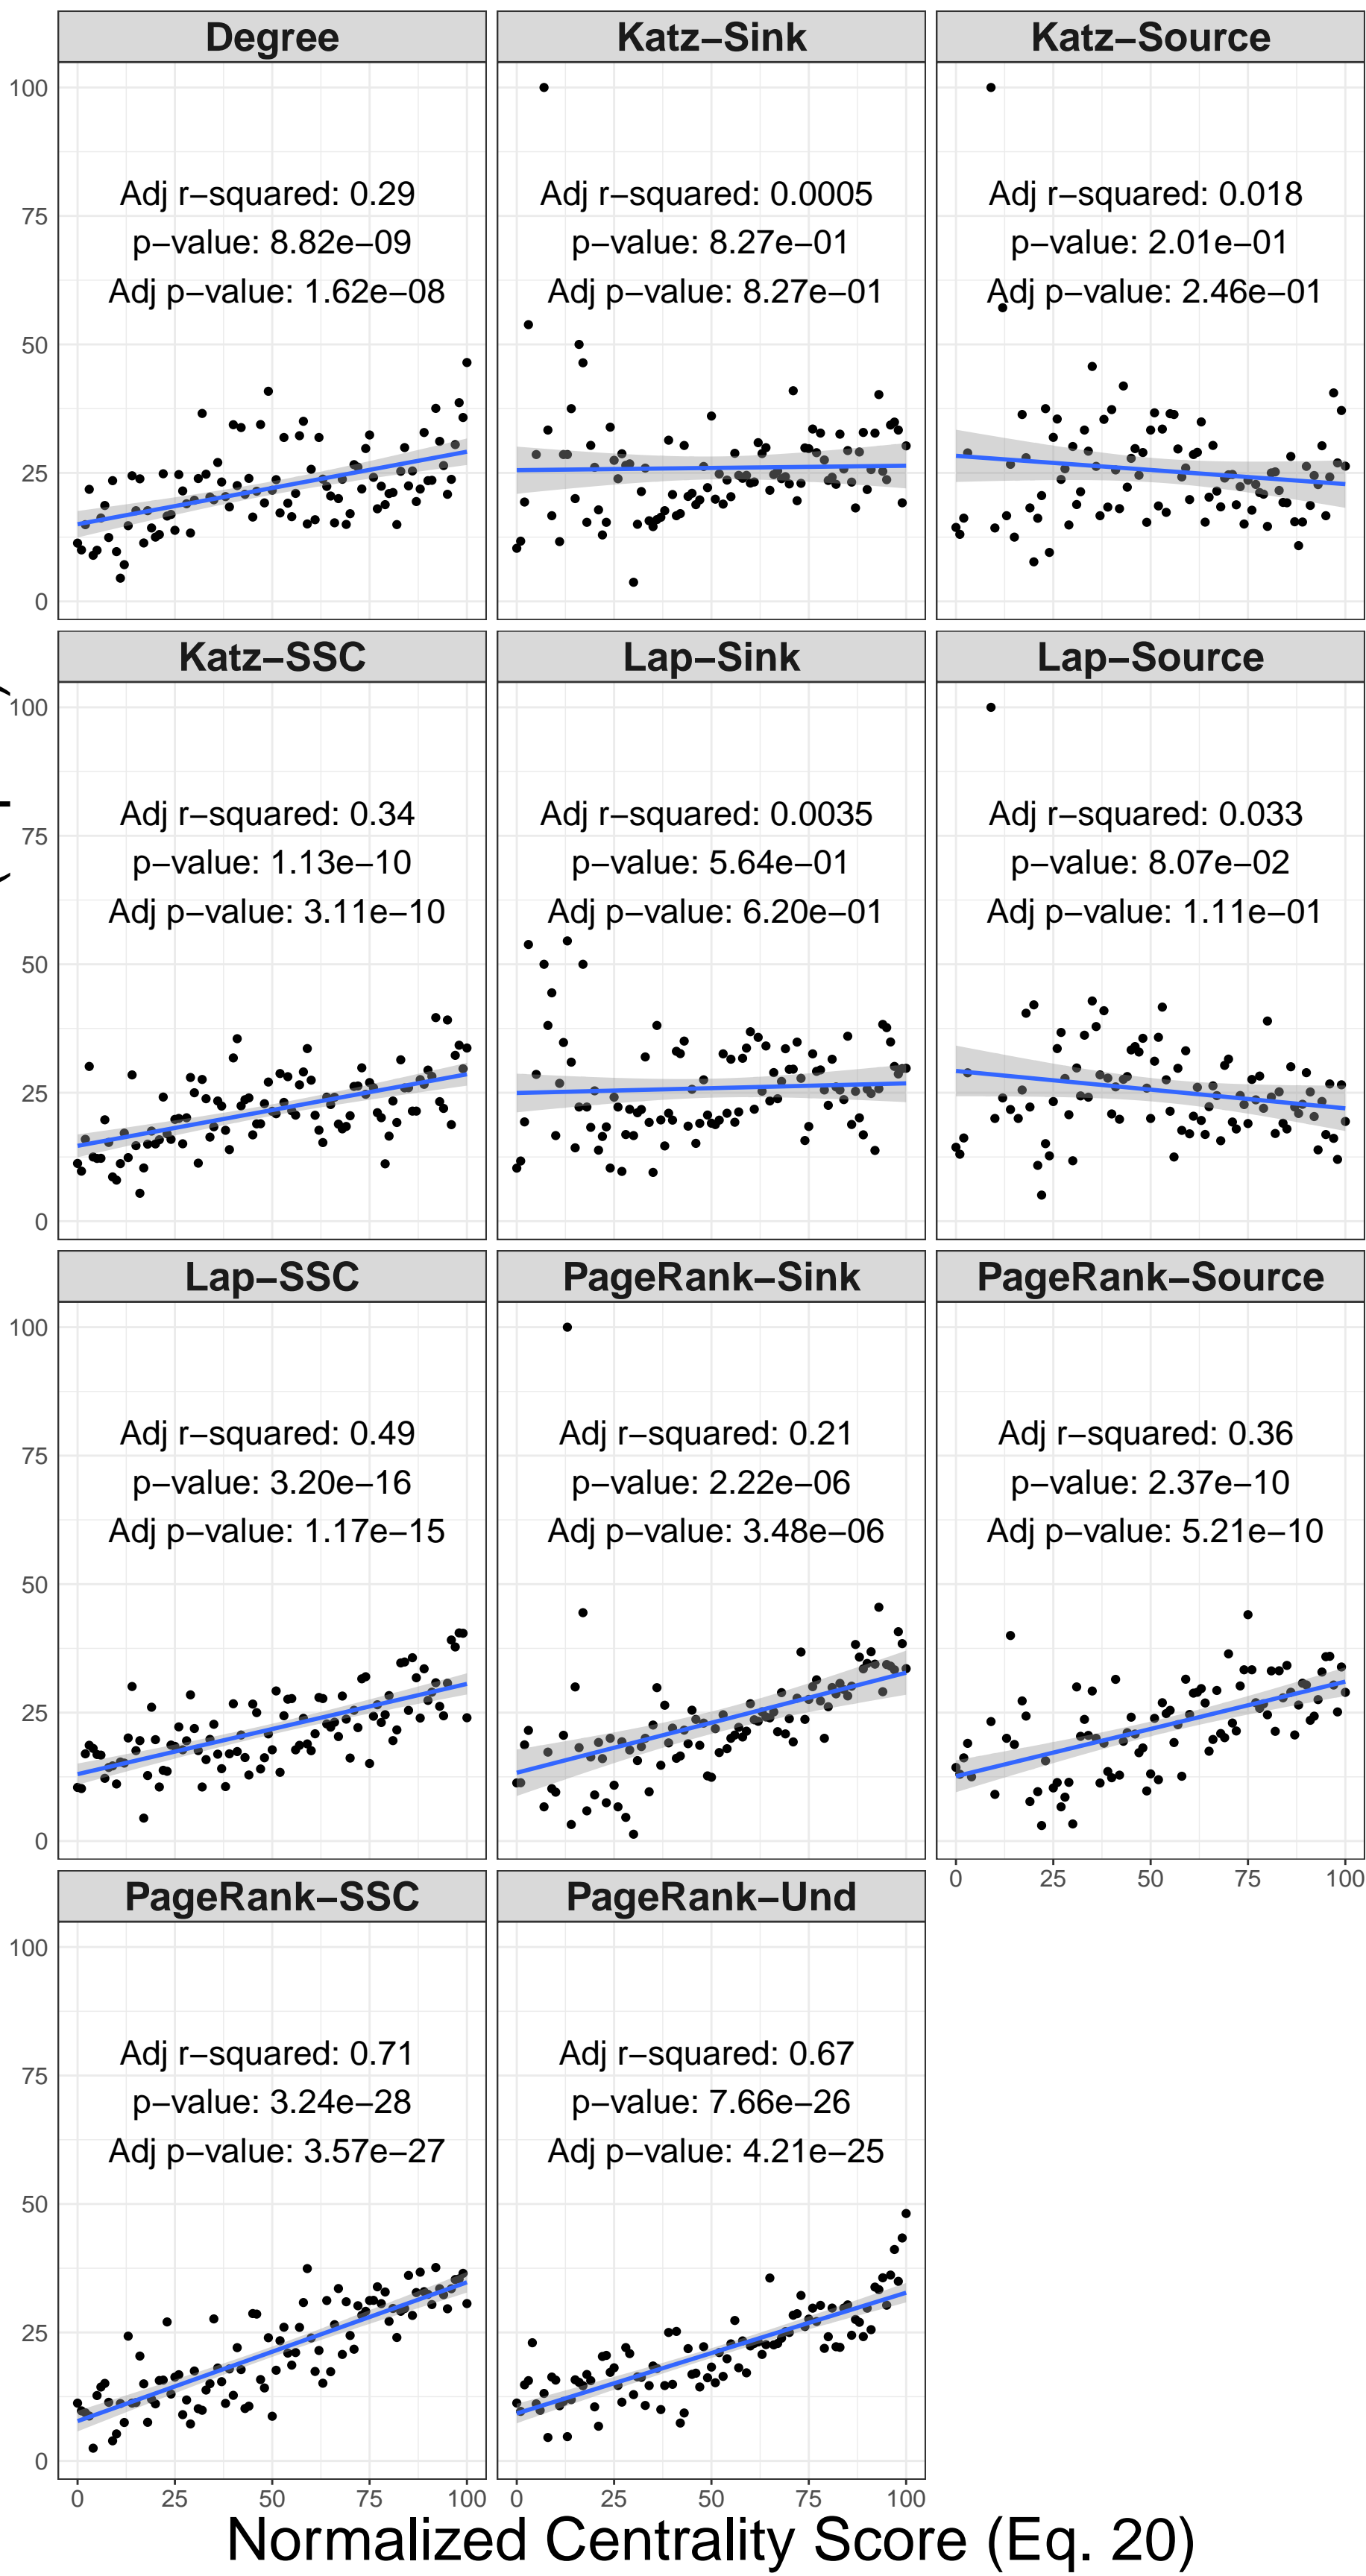 Degree
Katz−Sink
Katz−Source
100
75
50
25
0
Adj r−squared: 0.29
p−value: 8.82e−09
Adj p−value: 1.62e−08
Adj r−squared: 0.0005
p−value: 8.27e−01
Adj p−value: 8.27e−01
Adj r−squared: 0.018
p−value: 2.01e−01
Adj p−value: 2.46e−01
Katz−SSC
Lap−Sink
Lap−Source
100
75
50
25
0
Adj r−squared: 0.34
p−value: 1.13e−10
Adj p−value: 3.11e−10
Adj r−squared: 0.0035
p−value: 5.64e−01
Adj p−value: 6.20e−01
Adj r−squared: 0.033
p−value: 8.07e−02
Adj p−value: 1.11e−01
Lap−SSC
PageRank−Sink
PageRank−Source
100
75
50
25
0
Adj r−squared: 0.49
p−value: 3.20e−16
Adj p−value: 1.17e−15
Adj r−squared: 0.21
p−value: 2.22e−06
Adj p−value: 3.48e−06
Adj r−squared: 0.36
p−value: 2.37e−10
Adj p−value: 5.21e−10
0 25 50 75 100
PageRank−SSC
PageRank−Und
100
75
50
25
0
Adj r−squared: 0.71
p−value: 3.24e−28
Adj p−value: 3.57e−27
Adj r−squared: 0.67
p−value: 7.66e−26
Adj p−value: 4.21e−25
0 25 50 75 100
0 25 50 75 100
Normalized Centrality Score (Eq. 20)